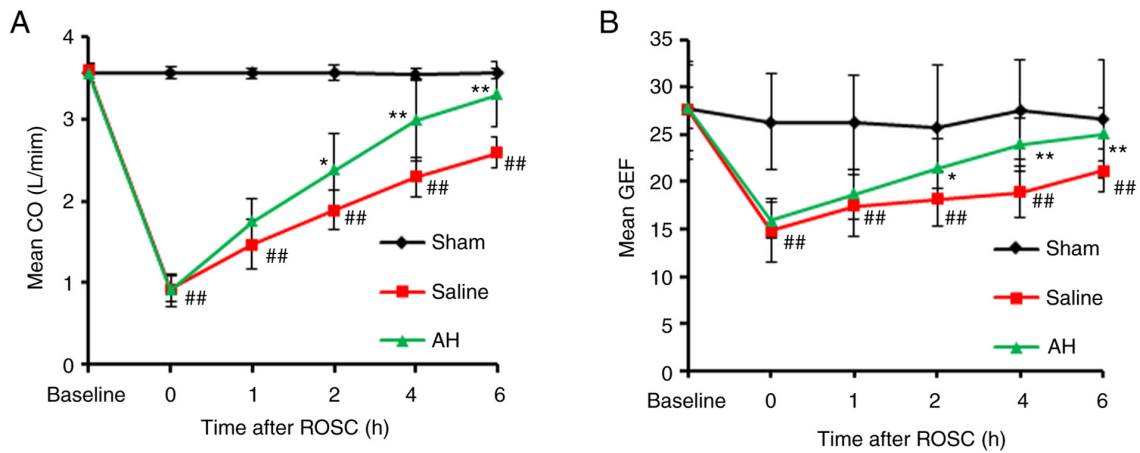 A
Mean CO (L/mim)
4
3
2
1
0
**
**
*
##
##
##
##
##
Sham
Saline
AH
Baseline 0 1 2 4 6
Time after ROSC (h)
B
Mean GEF
35
30
25
20
15
10
5
0
*
**
**
##
##
##
##
##
Sham
Saline
AH
Baseline 0 1 2 4 6
Time after ROSC (h)